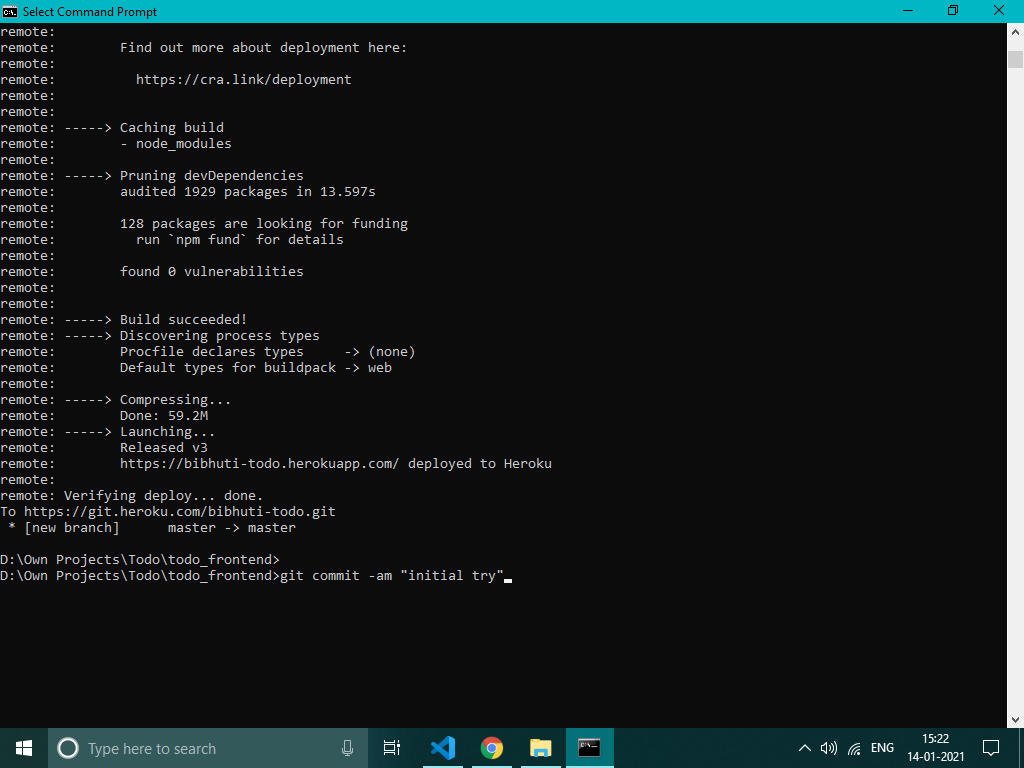 Select Command Prompt
remote:
remote:        Find out more about deployment here:
remote:
remote:          https://cra.link/deployment
remote:
remote:
remote: -----> Caching build
remote:        - node_modules
remote:
remote: -----> Pruning devDependencies
remote:        audited 1929 packages in 13.597s
remote:
remote:        128 packages are looking for funding
remote:          run `npm fund` for details
remote:
remote:        found 0 vulnerabilities
remote:
remote:
remote: -----> Build succeeded!
remote: -----> Discovering process types
remote:        Procfile declares types     -> (none)
remote:        Default types for buildpack -> web
remote:
remote: -----> Compressing...
remote:        Done: 59.2M
remote: -----> Launching...
remote:        Released v3
remote:        https://bibhuti-todo.herokuapp.com/ deployed to Heroku
remote:
remote: Verifying deploy... done.
To https://git.heroku.com/bibhuti-todo.git
 * [new branch]      master -> master
D:\Own Projects\Todo\todo_frontend>
D:\Own Projects\Todo\todo_frontend>git commit -am "initial try"
Type here to search
ENG
15:22
14-01-2021